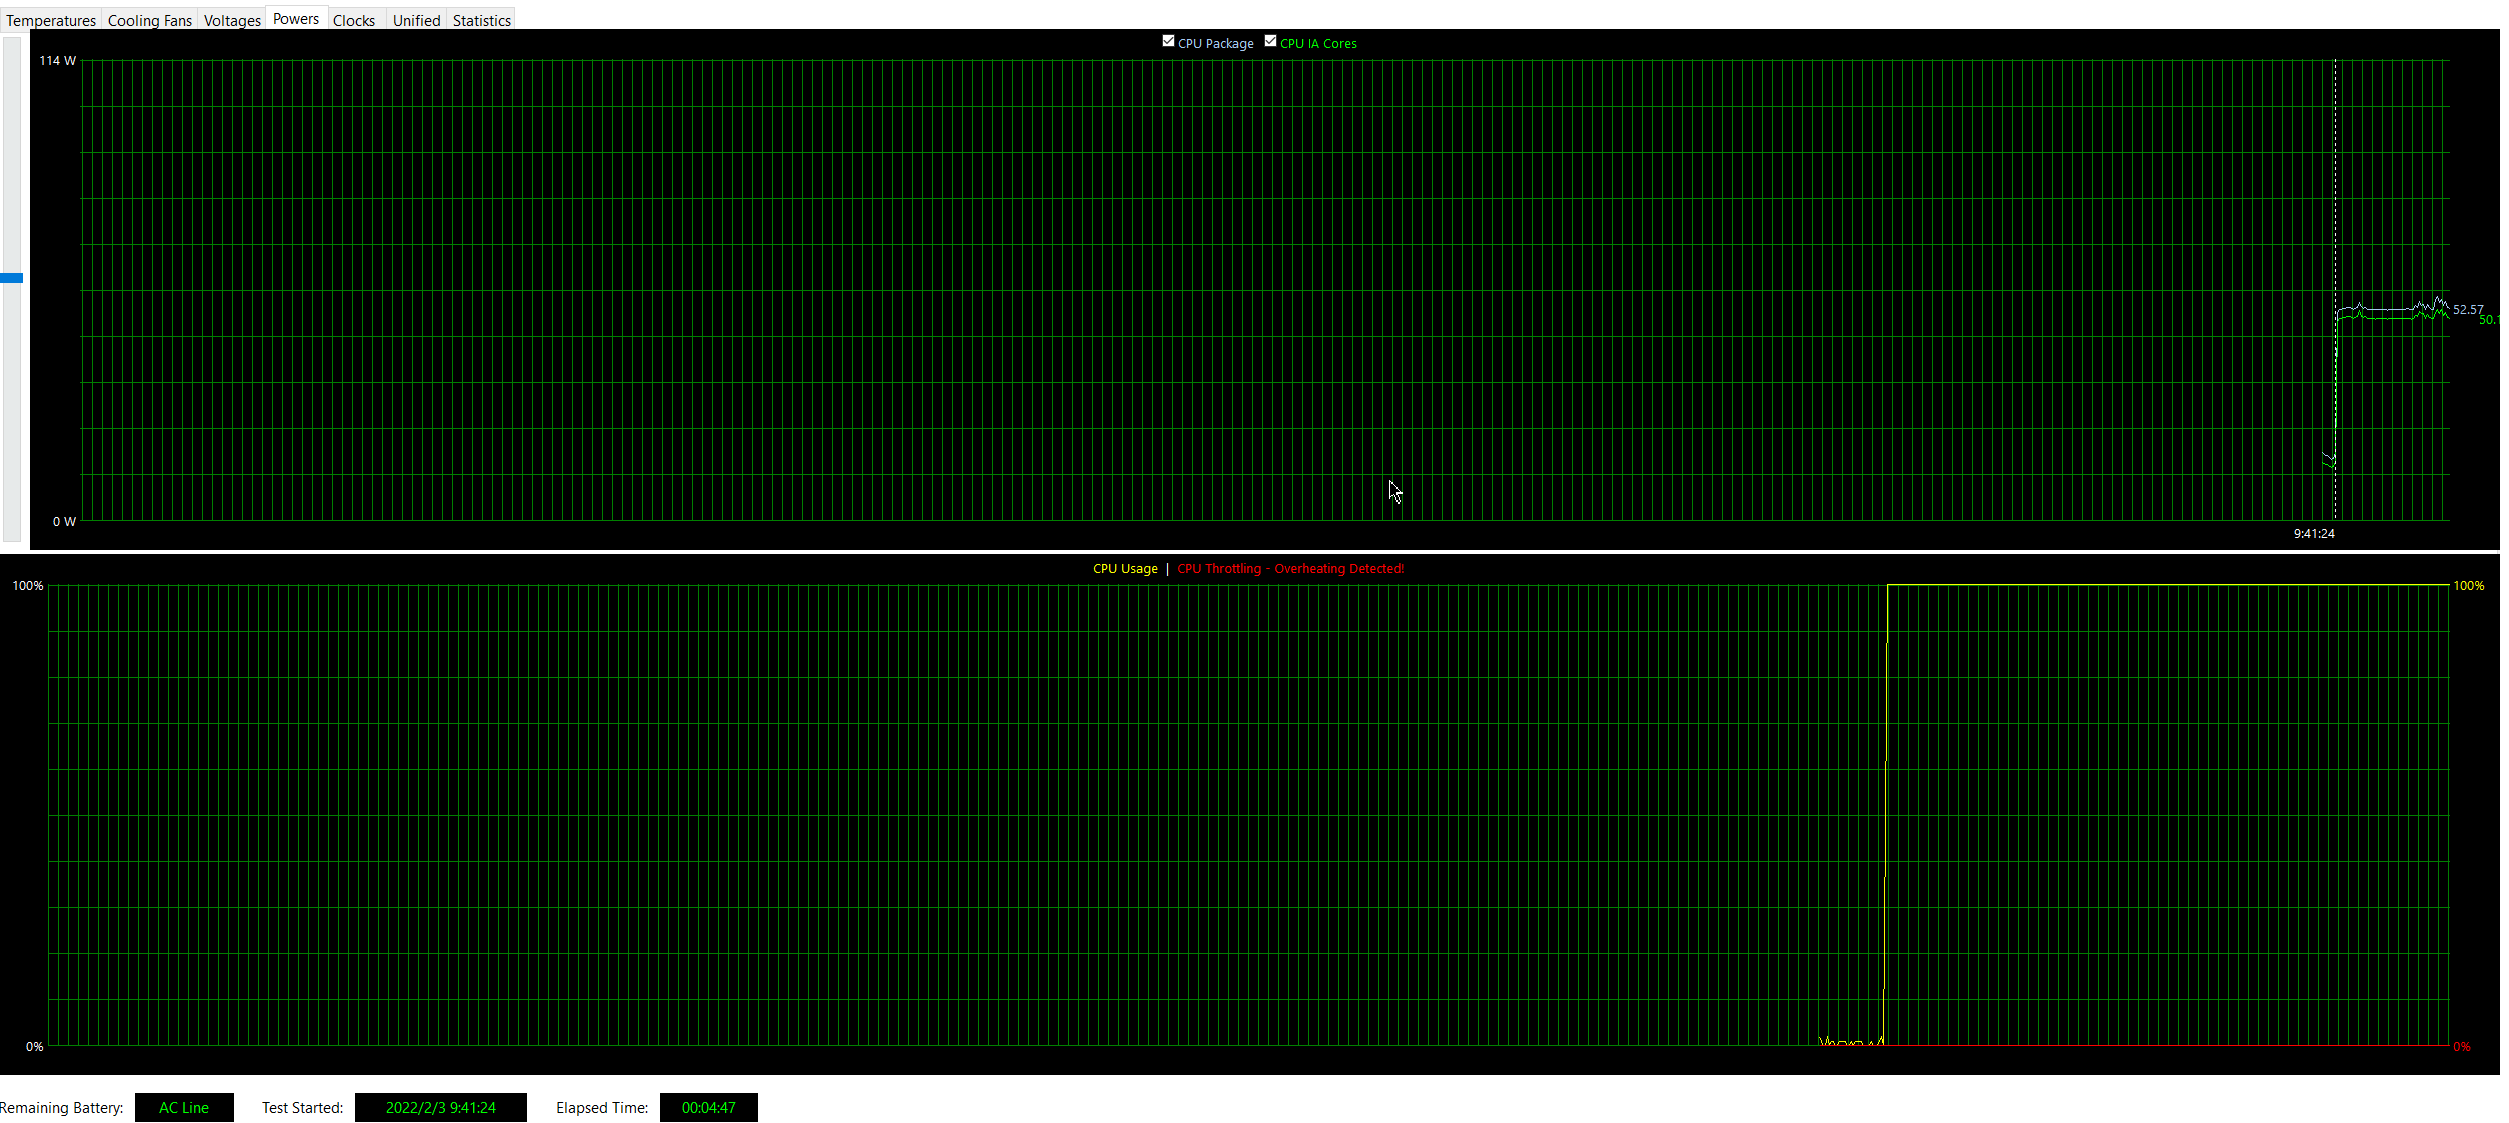 Temperatures Cooling Fans Voltages Powers Clocks Unified Statistics
CPU Package CPU IA Cores
114 W
52.57
50.1
0 W
9:41:24
CPU Usage | CPU Throttling - Overheating Detected!
100% 100%
0% 0%
Remaining Battery: AC Line Test Started: 2022/2/3 9:41:24 Elapsed Time: 00:04:47